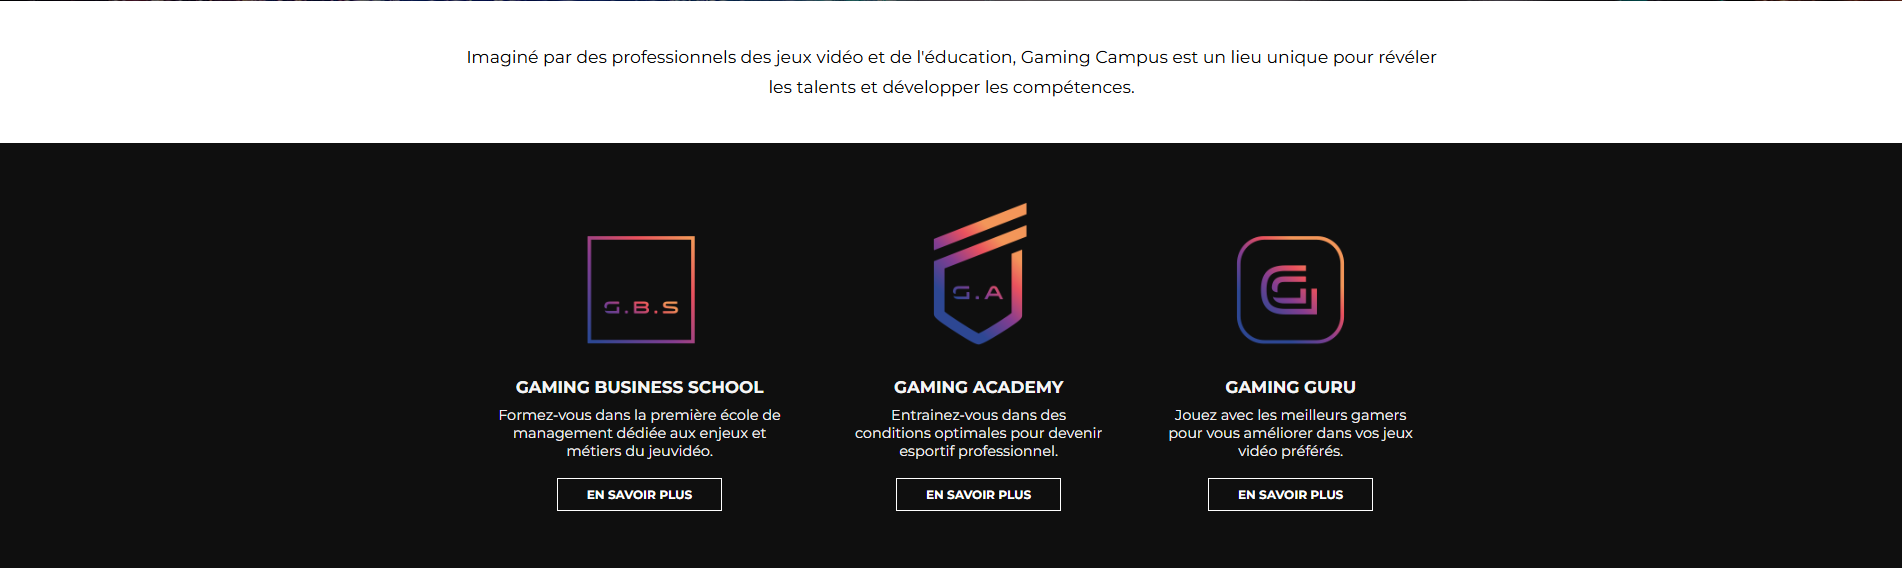 Imaginé par des professionnels des jeux vidéo et de l'éducation, Gaming Campus est un lieu unique pour révéler
les talents et développer les compétences.
G.B.S
G.A
G
GAMING BUSINESS SCHOOL
Formez-vous dans la première école de
management dédiée aux enjeux et
métiers du jeuvidéo.
EN SAVOIR PLUS
GAMING ACADEMY
Entrainez-vous dans des
conditions optimales pour devenir
esportif professionnel.
EN SAVOIR PLUS
GAMING GURU
Jouez avec les meilleurs gamers
pour vous améliorer dans vos jeux
vidéo préférés.
EN SAVOIR PLUS